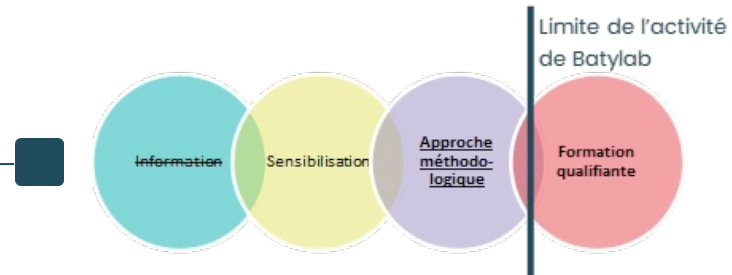 Limite de l'activité
de Batylab
Information
Sensibilisation
Approche
méthodo-
logique
Formation
qualifiante